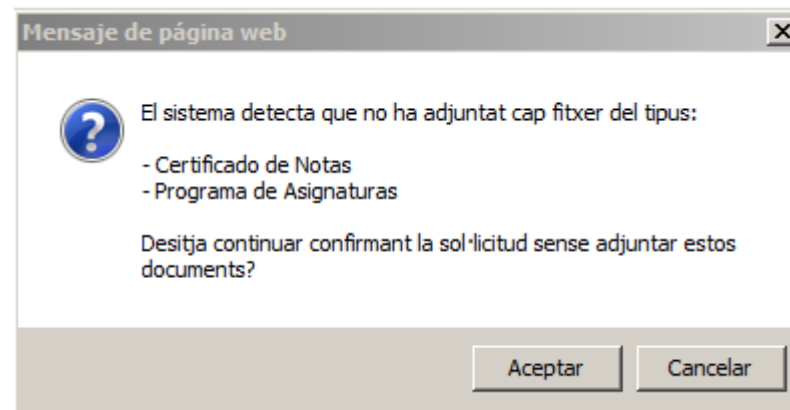 Mensaje de página web
El sistema detecta que no ha adjuntat cap fitxer del tipus:
- Certificado de Notas
- Programa de Asignaturas
Desitja continuar confirmant la sol·licitud sense adjuntar estos
documents?
Aceptar
Cancelar